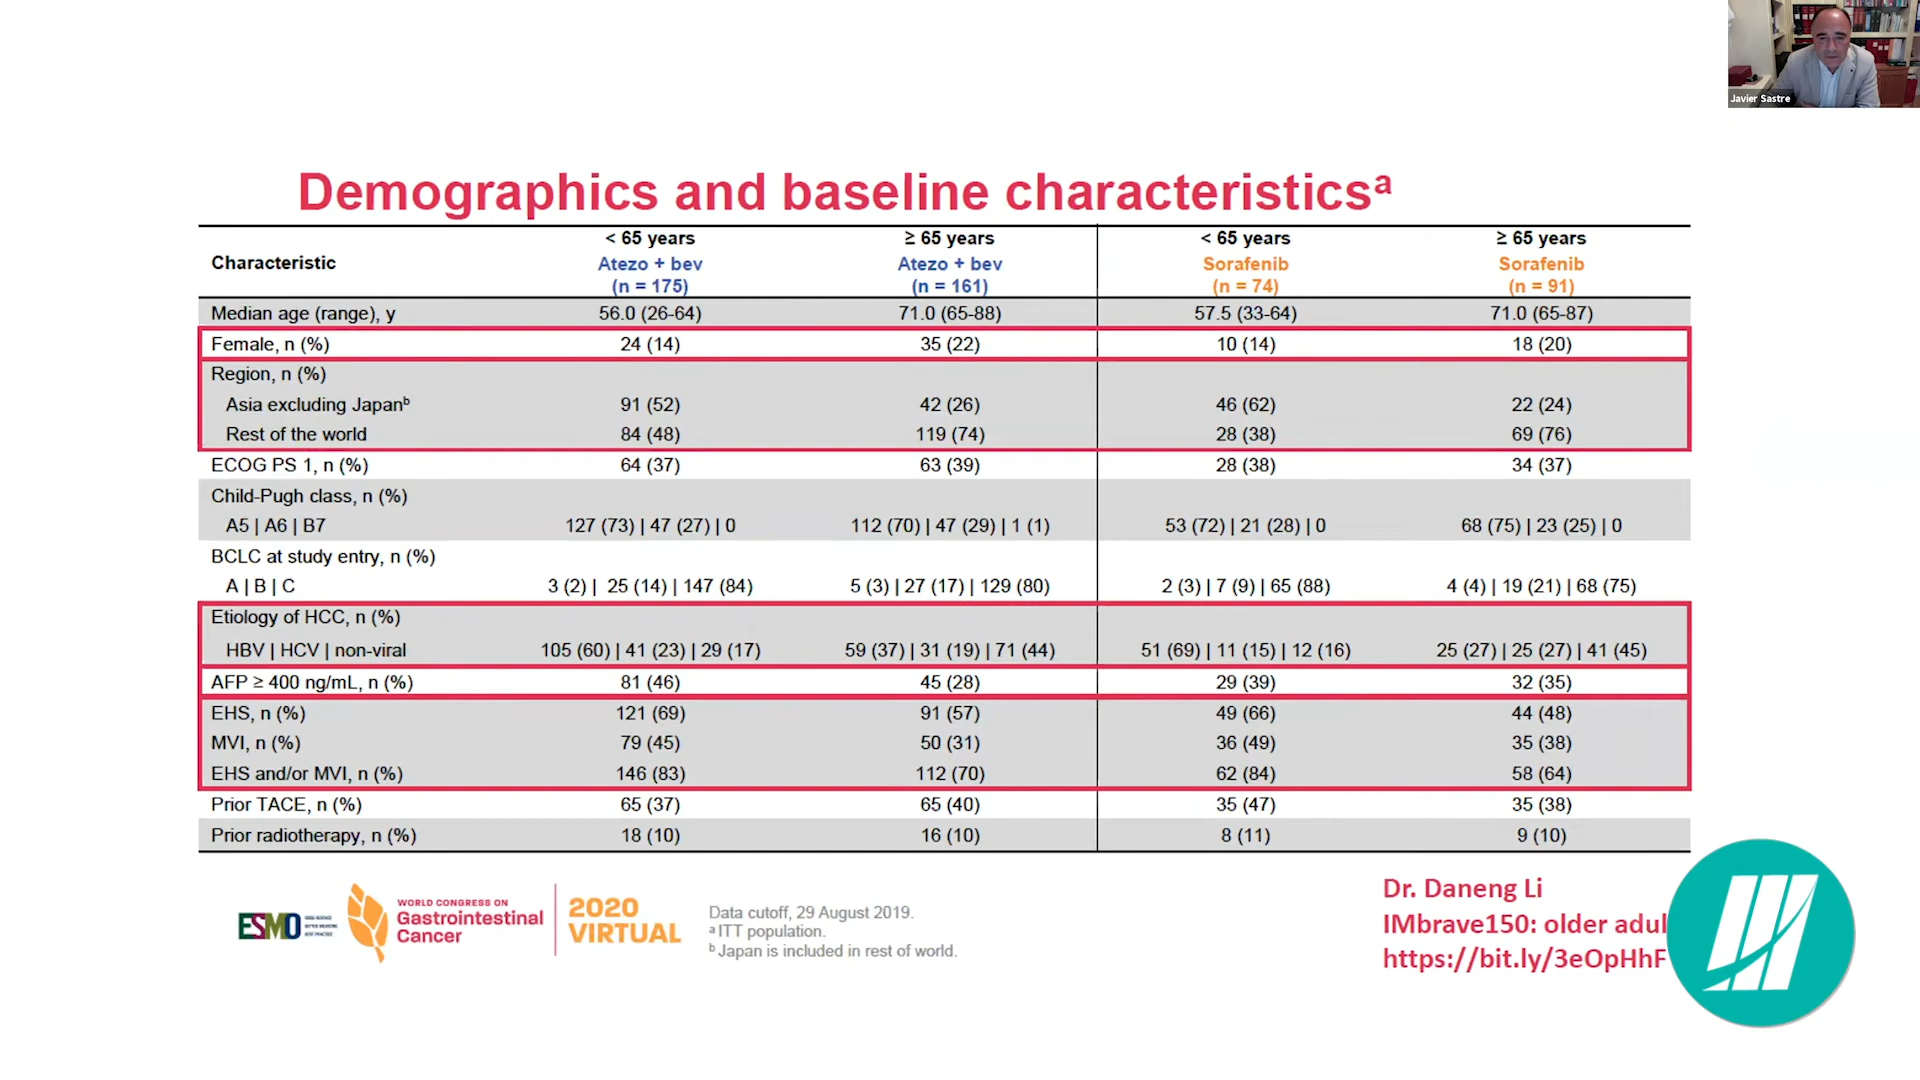 Javier Sastre
Demographics and baseline characteristicsᵃ
Characteristic
< 65 years
Atezo + bev
(n = 175)
≥ 65 years
Atezo + bev
(n = 161)
< 65 years
Sorafenib
(n = 74)
≥ 65 years
Sorafenib
(n = 91)
Median age (range), y 56.0 (26-64) 71.0 (65-88) 57.5 (33-64) 71.0 (65-87)
Female, n (%) 24 (14) 35 (22) 10 (14) 18 (20)
Region, n (%)
Asia excluding Japanᵇ 91 (52) 42 (26) 46 (62) 22 (24)
Rest of the world 84 (48) 119 (74) 28 (38) 69 (76)
ECOG PS 1, n (%) 64 (37) 63 (39) 28 (38) 34 (37)
Child-Pugh class, n (%)
A5 | A6 | B7 127 (73) | 47 (27) | 0 112 (70) | 47 (29) | 1 (1) 53 (72) | 21 (28) | 0 68 (75) | 23 (25) | 0
BCLC at study entry, n (%)
A | B | C 3 (2) | 25 (14) | 147 (84) 5 (3) | 27 (17) | 129 (80) 2 (3) | 7 (9) | 65 (88) 4 (4) | 19 (21) | 68 (75)
Etiology of HCC, n (%)
HBV | HCV | non-viral 105 (60) | 41 (23) | 29 (17) 59 (37) | 31 (19) | 71 (44) 51 (69) | 11 (15) | 12 (16) 25 (27) | 25 (27) | 41 (45)
AFP ≥ 400 ng/mL, n (%) 81 (46) 45 (28) 29 (39) 32 (35)
EHS, n (%) 121 (69) 91 (57) 49 (66) 44 (48)
MVI, n (%) 79 (45) 50 (31) 36 (49) 35 (38)
EHS and/or MVI, n (%) 146 (83) 112 (70) 62 (84) 58 (64)
Prior TACE, n (%) 65 (37) 65 (40) 35 (47) 35 (38)
Prior radiotherapy, n (%) 18 (10) 16 (10) 8 (11) 9 (10)
ESMO
WORLD CONGRESS ON
Gastrointestinal
Cancer
2020
VIRTUAL
Data cutoff, 29 August 2019.
ᵃ ITT population.
ᵇ Japan is included in rest of world.
Dr. Daneng Li
IMbrave150: older adul
https://bit.ly/3eOpHhF